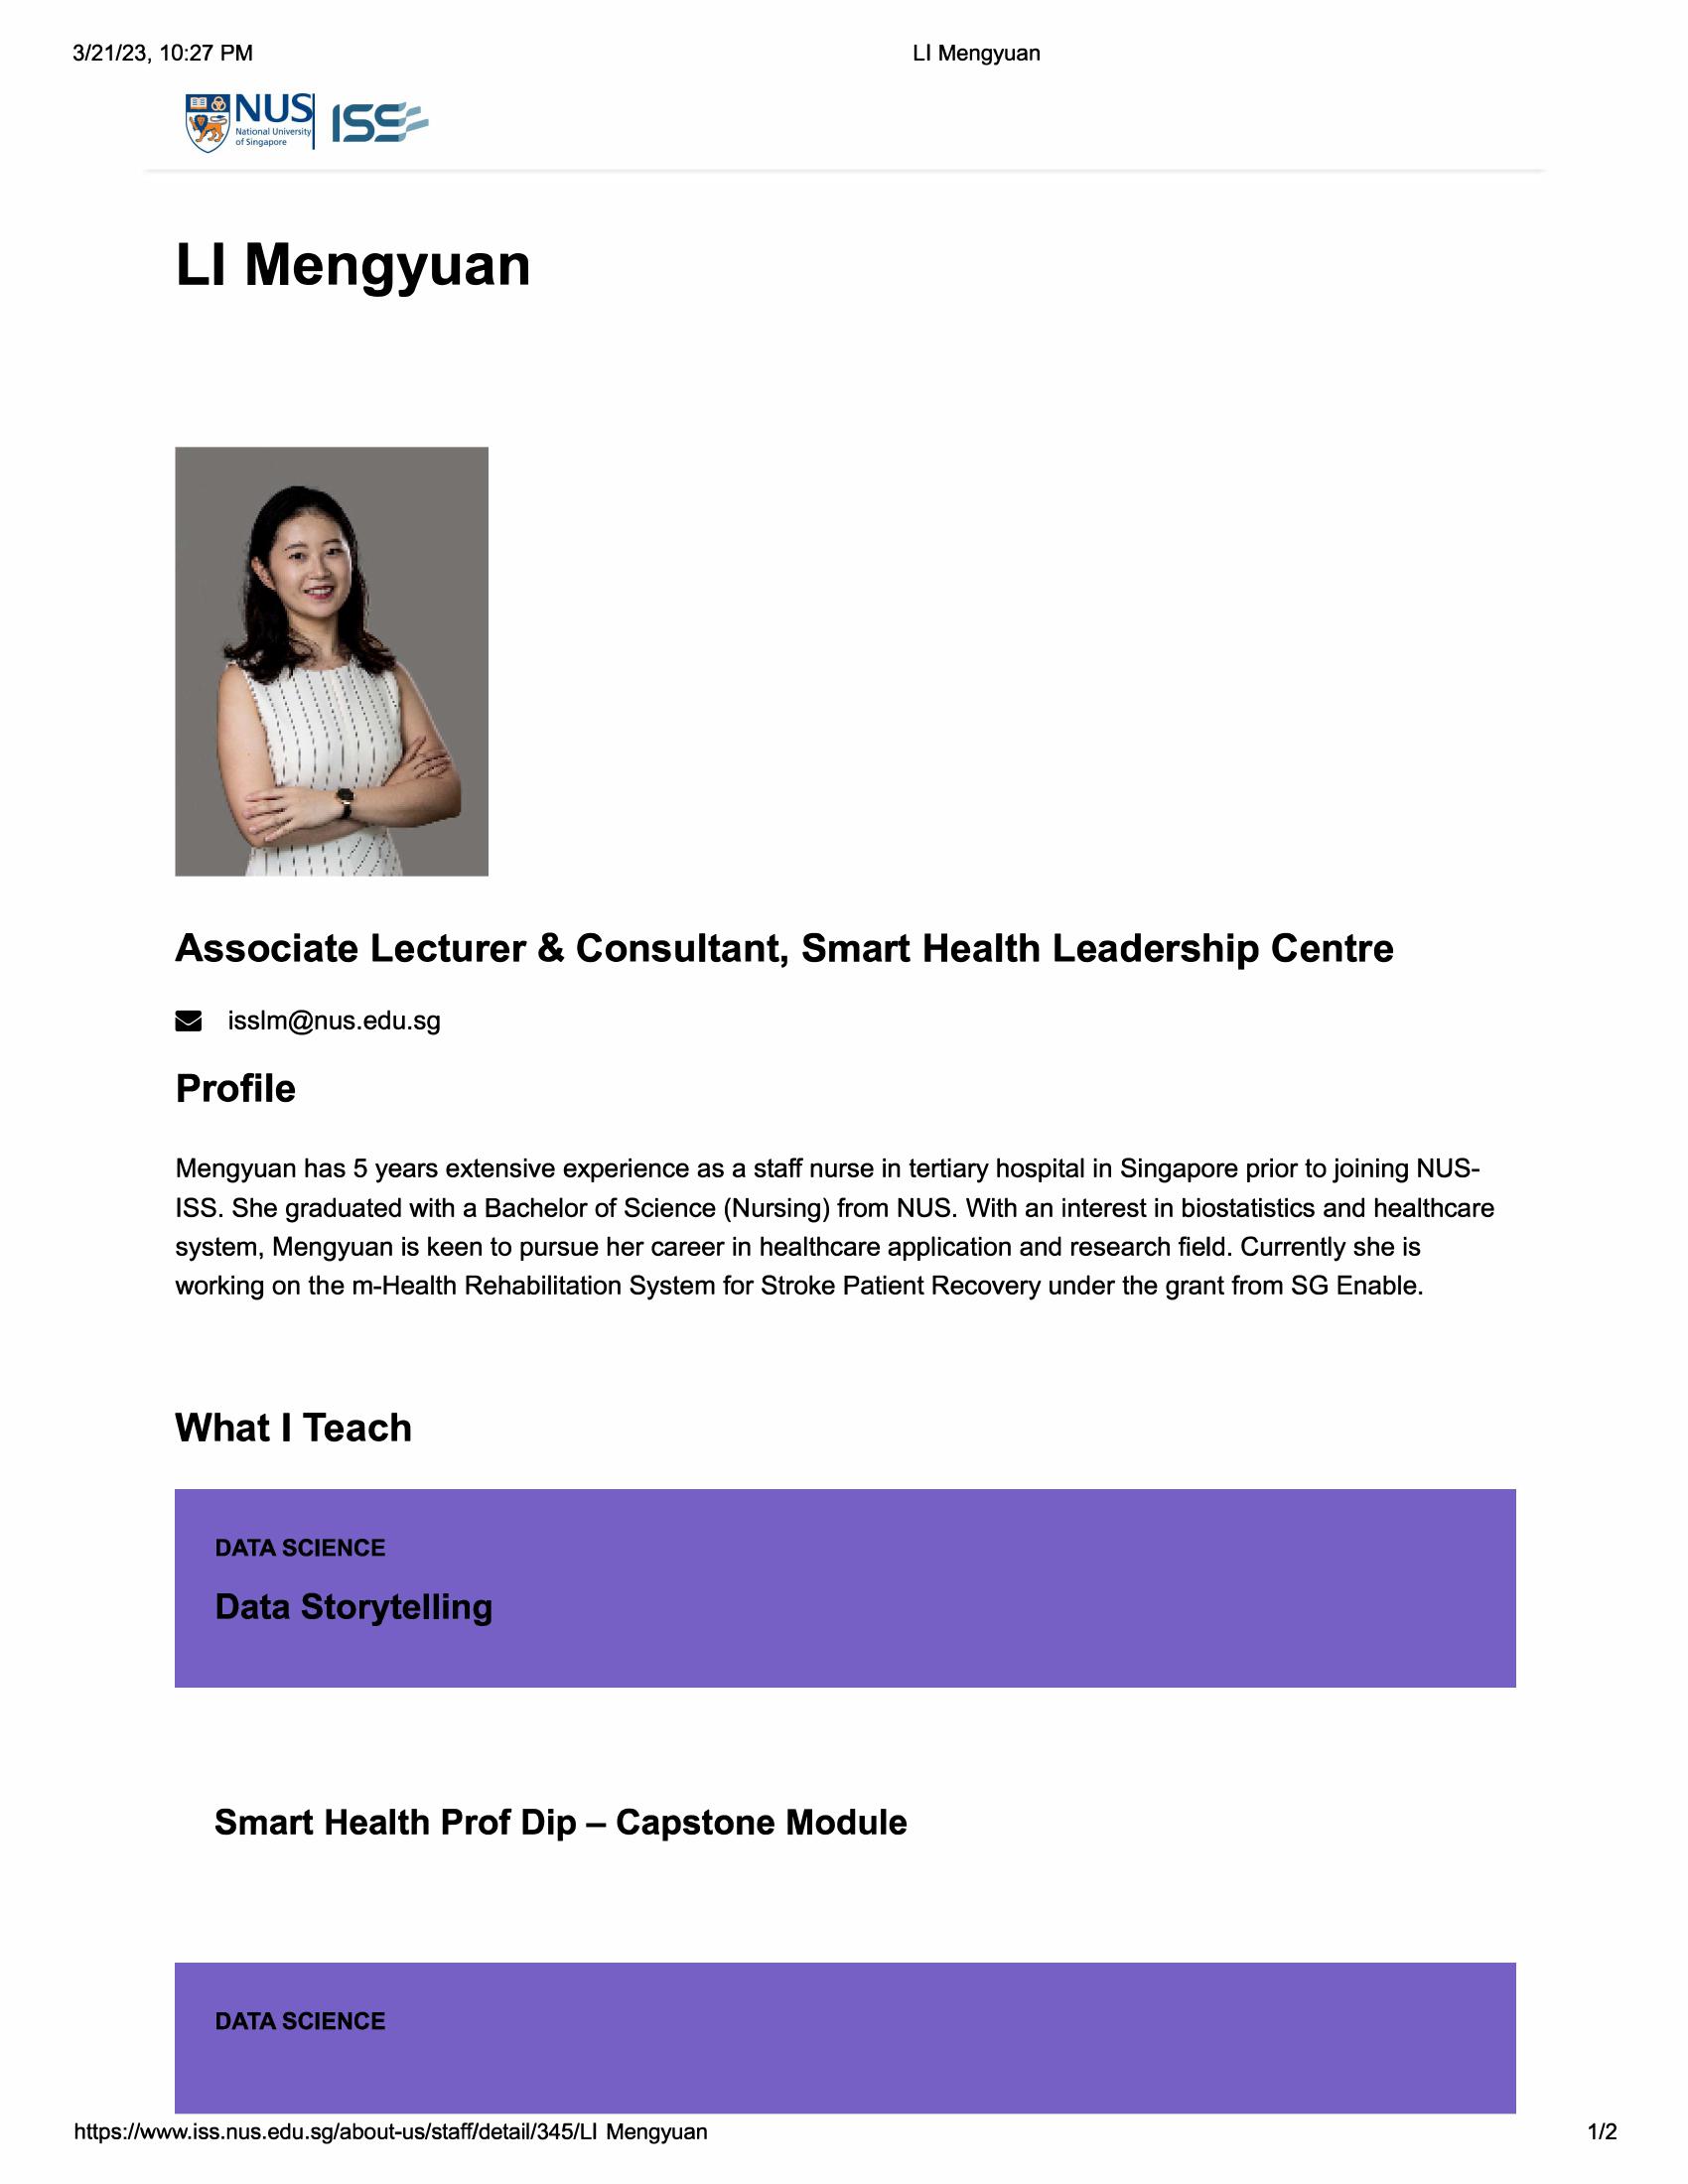 3/21/23, 10:27 PM
LI Mengyuan
NUS
National University
of Singapore
ISS
LI Mengyuan
Associate Lecturer & Consultant, Smart Health Leadership Centre
isslm@nus.edu.sg
Profile
Mengyuan has 5 years extensive experience as a staff nurse in tertiary hospital in Singapore prior to joining NUS-
ISS. She graduated with a Bachelor of Science (Nursing) from NUS. With an interest in biostatistics and healthcare
system, Mengyuan is keen to pursue her career in healthcare application and research field. Currently she is
working on the m-Health Rehabilitation System for Stroke Patient Recovery under the grant from SG Enable.
What I Teach
DATA SCIENCE
Data Storytelling
Smart Health Prof Dip – Capstone Module
DATA SCIENCE
https://www.iss.nus.edu.sg/about-us/staff/detail/345/LI Mengyuan
1/2